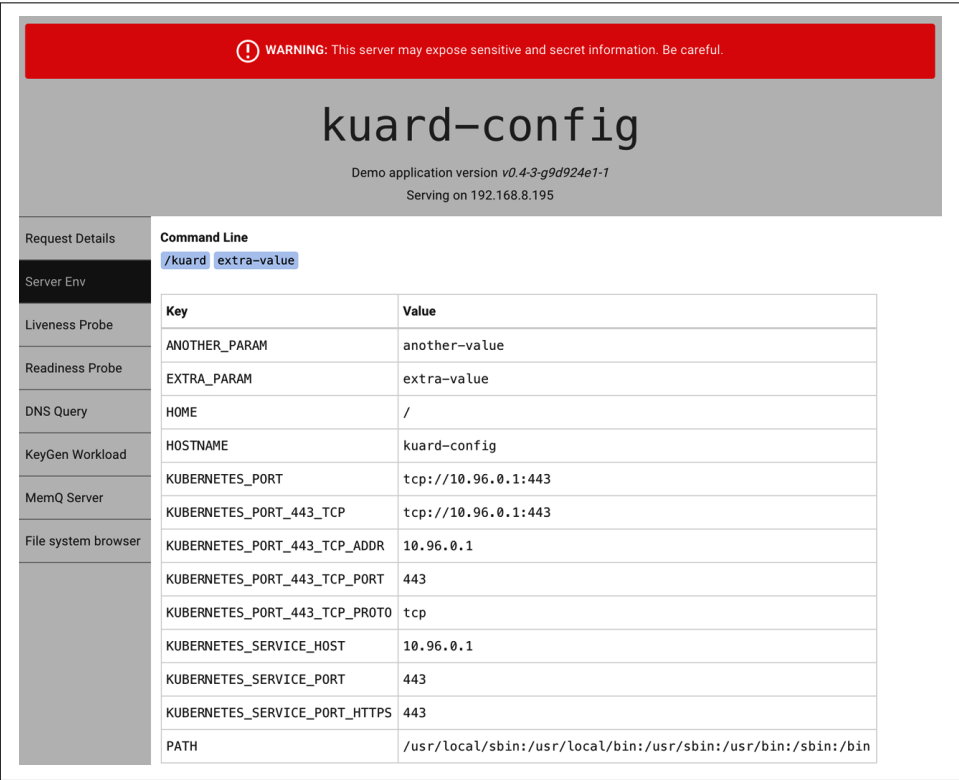 WARNING: This server may expose sensitive and secret information. Be careful.
kuard-config
Demo application version v0.4-3-g9d924e1-1
Serving on 192.168.8.195
Request Details
Server Env
Liveness Probe
Readiness Probe
DNS Query
KeyGen Workload
MemQ Server
File system browser
Command Line
/kuard extra-value
Key Value
ANOTHER_PARAM another-value
EXTRA_PARAM extra-value
HOME /
HOSTNAME kuard-config
KUBERNETES_PORT tcp://10.96.0.1:443
KUBERNETES_PORT_443_TCP tcp://10.96.0.1:443
KUBERNETES_PORT_443_TCP_ADDR 10.96.0.1
KUBERNETES_PORT_443_TCP_PORT 443
KUBERNETES_PORT_443_TCP_PROTO tcp
KUBERNETES_SERVICE_HOST 10.96.0.1
KUBERNETES_SERVICE_PORT 443
KUBERNETES_SERVICE_PORT_HTTPS 443
PATH /usr/local/sbin:/usr/local/bin:/usr/sbin:/usr/bin:/sbin:/bin